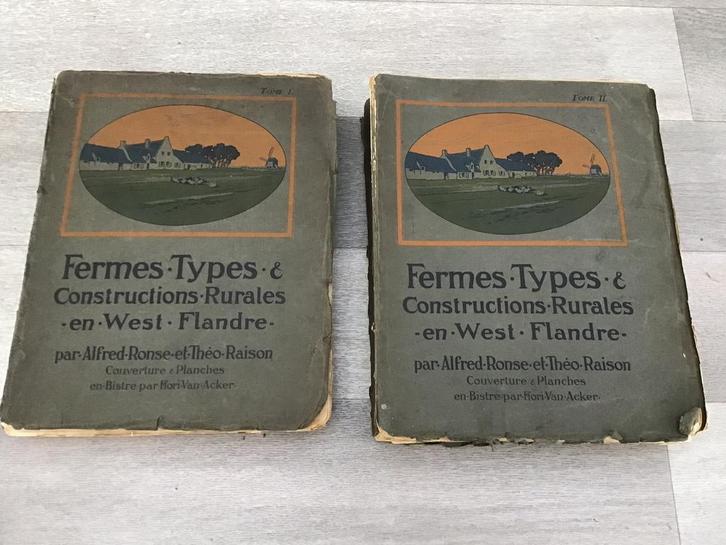 Tome I.
Fermes·Types·&
Constructions·Rurales
·en·West·Flandre·
par·Alfred·Ronse·et·Théo·Raison
Couverture & Planches
en·Bistre·par·Flori·Van·Acker·
Tome II.
Fermes·Types·&
Constructions·Rurales
·en·West·Flandre·
par·Alfred·Ronse·et·Théo·Raison
Couverture & Planches
en·Bistre·par·Flori·Van·Acker·